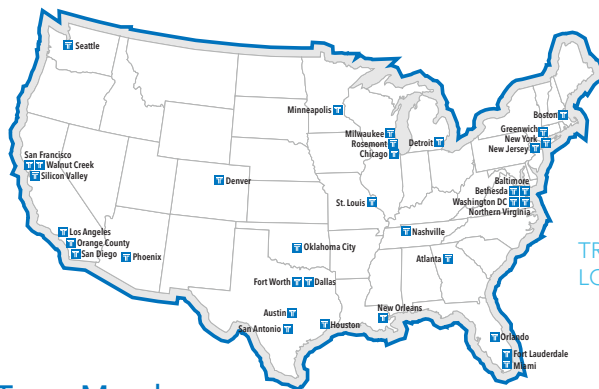 Seattle
Minneapolis
Boston
Milwaukee
Rosemont
Chicago
Detroit
Greenwich
New York
New Jersey
San Francisco
Walnut Creek
Silicon Valley
Denver
St. Louis
Baltimore
Bethesda
Washington DC
Northern Virginia
Los Angeles
Orange County
San Diego
Phoenix
Oklahoma City
Nashville
Atlanta
TR
LO
Fort Worth
Dallas
Austin
San Antonio
Houston
New Orleans
Orlando
Fort Lauderdale
Miami